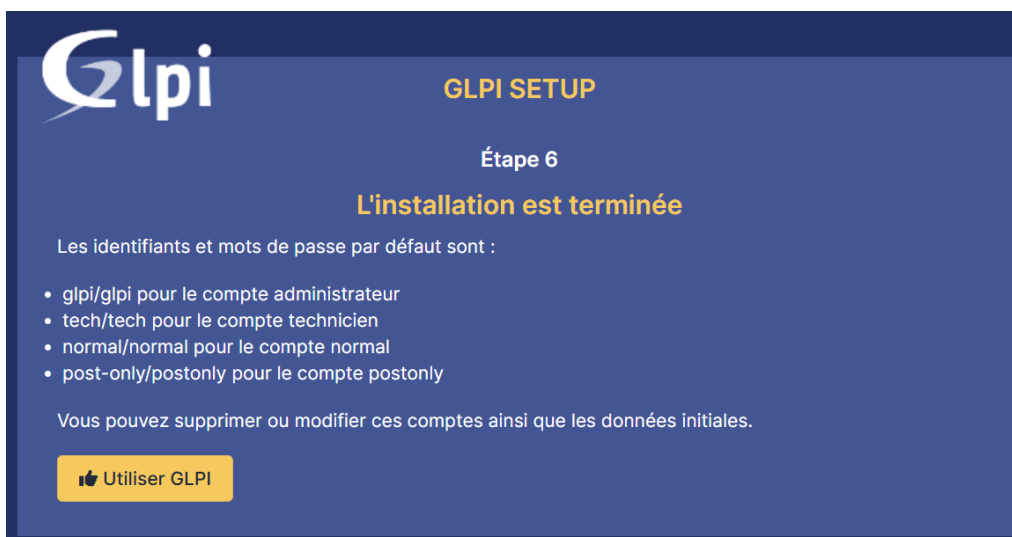 Glpi
GLPI SETUP
Étape 6
L'installation est terminée
Les identifiants et mots de passe par défaut sont :
• glpi/glpi pour le compte administrateur
• tech/tech pour le compte technicien
• normal/normal pour le compte normal
• post-only/postonly pour le compte postonly
Vous pouvez supprimer ou modifier ces comptes ainsi que les données initiales.
Utiliser GLPI